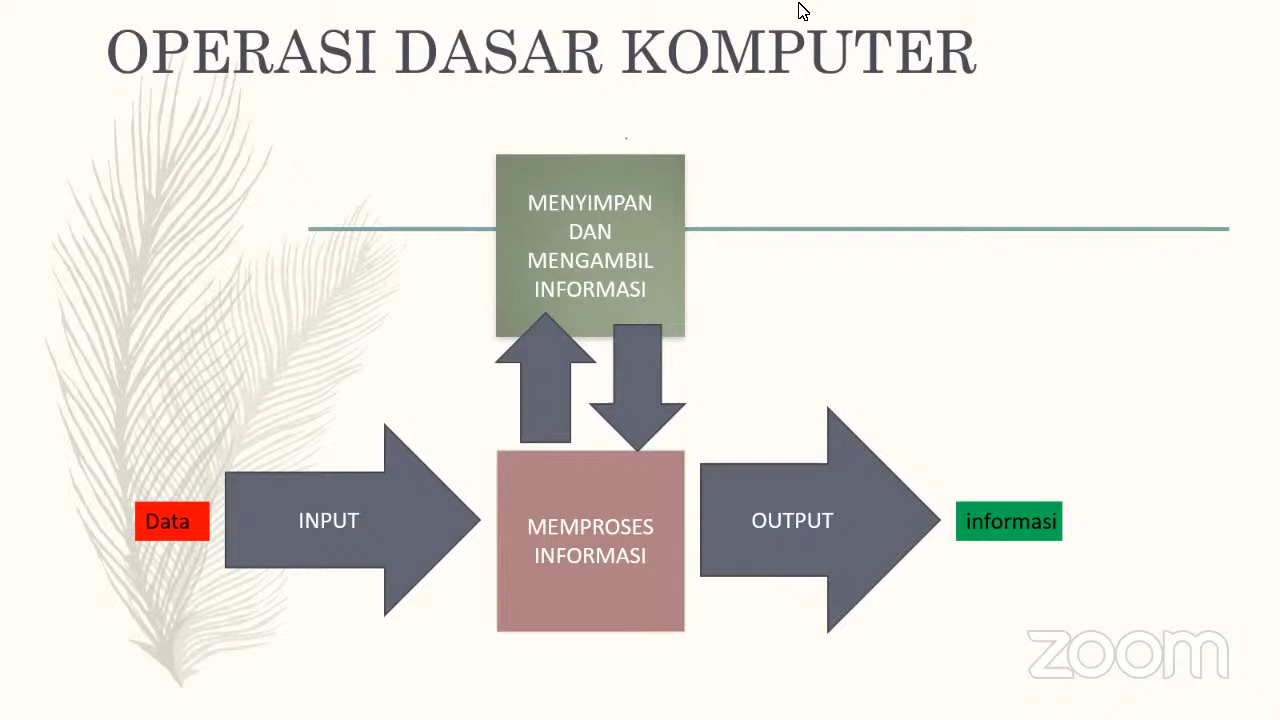 OPERASI DASAR KOMPUTER
MENYIMPAN
DAN
MENGAMBIL
INFORMASI
Data
INPUT
MEMPROSES
INFORMASI
OUTPUT
informasi
zoom